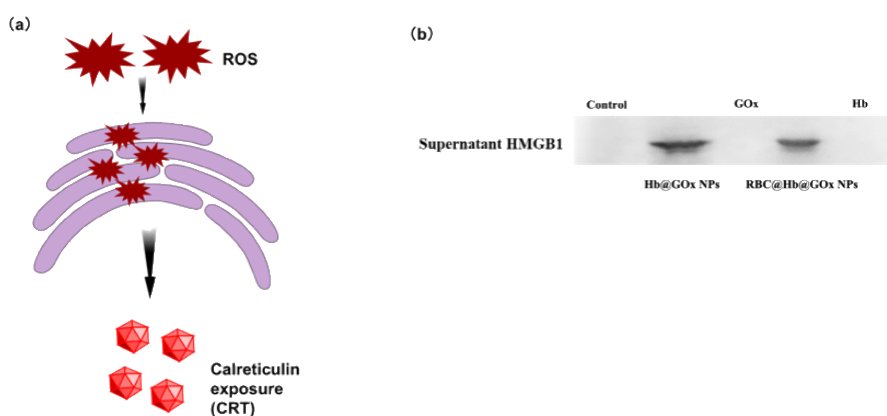 (a)
ROS
Calreticulin
exposure
(CRT)
(b)
Control GOx Hb
Supernatant HMGB1
Hb@GOx NPs RBC@Hb@GOx NPs